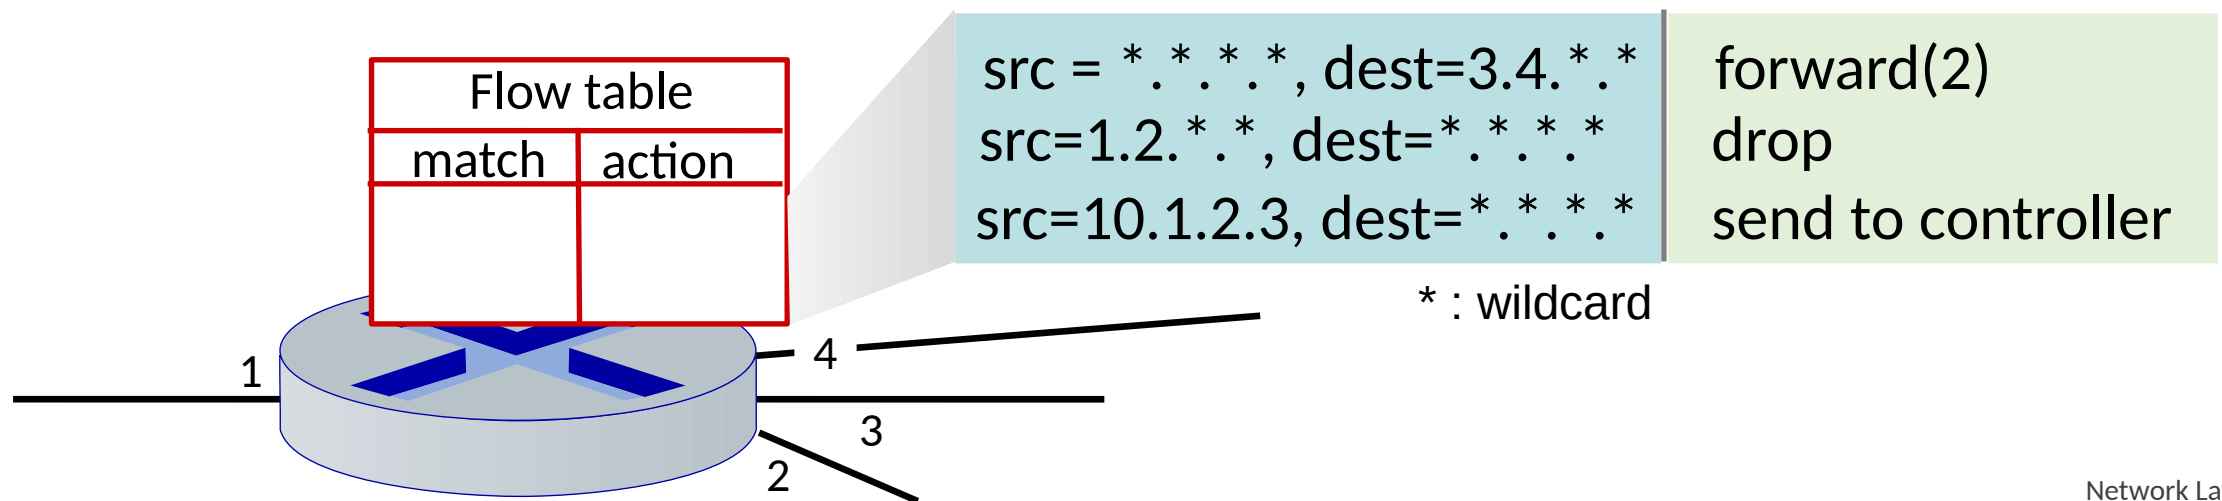 Flow table
match action
src = *.*.*.*, dest=3.4.*.* forward(2)
src=1.2.*.*, dest=*.*.*.* drop
src=10.1.2.3, dest=*.*.*.* send to controller
* : wildcard
1
4
3
2
Network